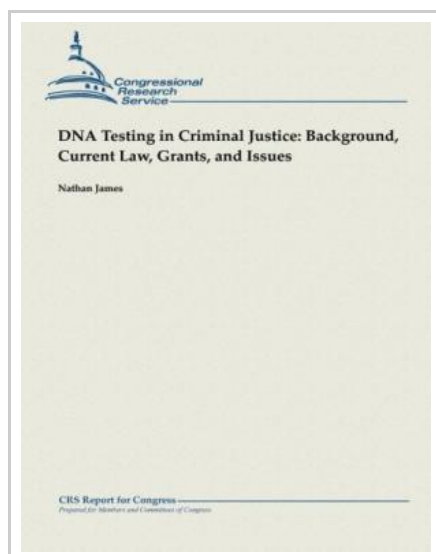 Congressional
Research
Service
DNA Testing in Criminal Justice: Background,
Current Law, Grants, and Issues
Nathan James
CRS Report for Congress
Prepared for Members and Committees of Congress